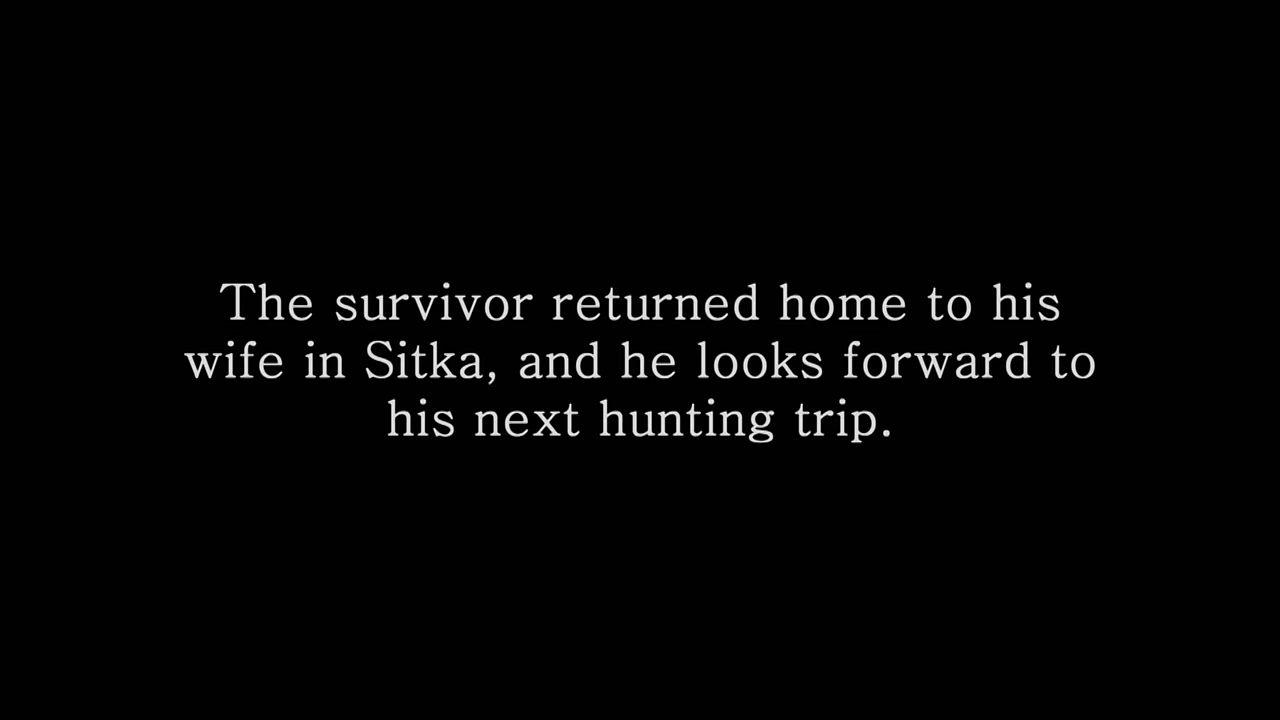 The survivor returned home to his
wife in Sitka, and he looks forward to
his next hunting trip.